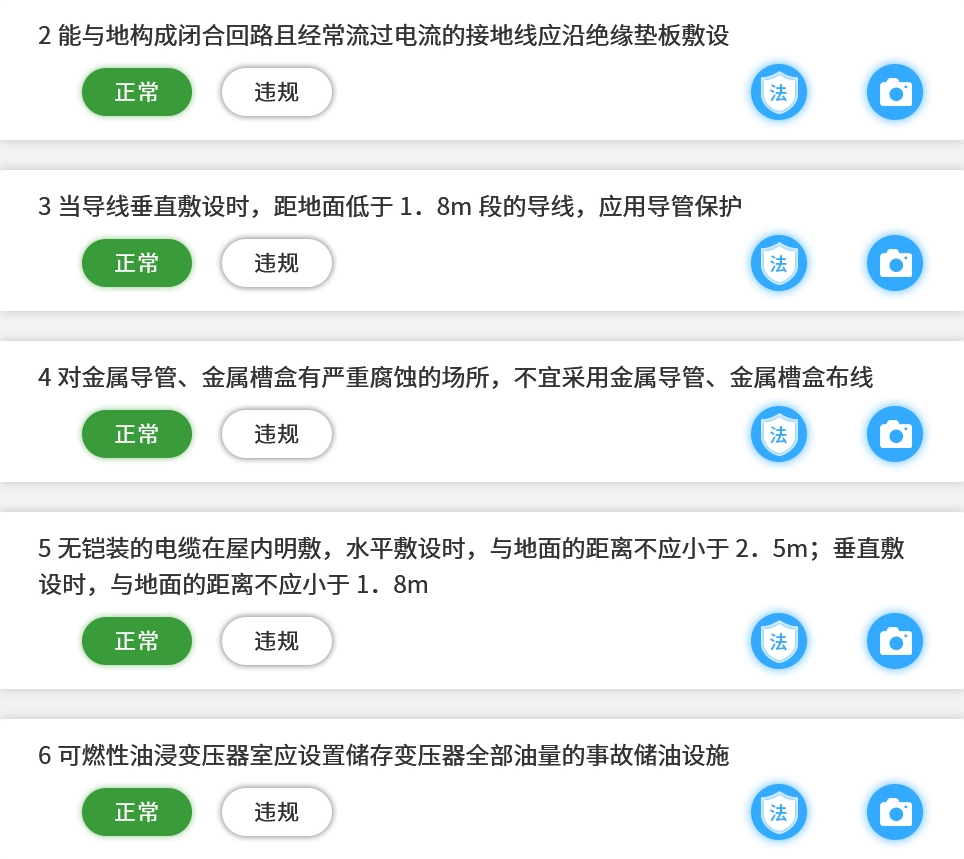 2 能与地构成闭合回路且经常流过电流的接地线应沿绝缘垫板敷设
正常 违规 法
3 当导线垂直敷设时，距地面低于 1．8m 段的导线，应用导管保护
正常 违规 法
4 对金属导管、金属槽盒有严重腐蚀的场所，不宜采用金属导管、金属槽盒布线
正常 违规 法
5 无铠装的电缆在屋内明敷，水平敷设时，与地面的距离不应小于 2．5m；垂直敷
设时，与地面的距离不应小于 1．8m
正常 违规 法
6 可燃性油浸变压器室应设置储存变压器全部油量的事故储油设施
正常 违规 法